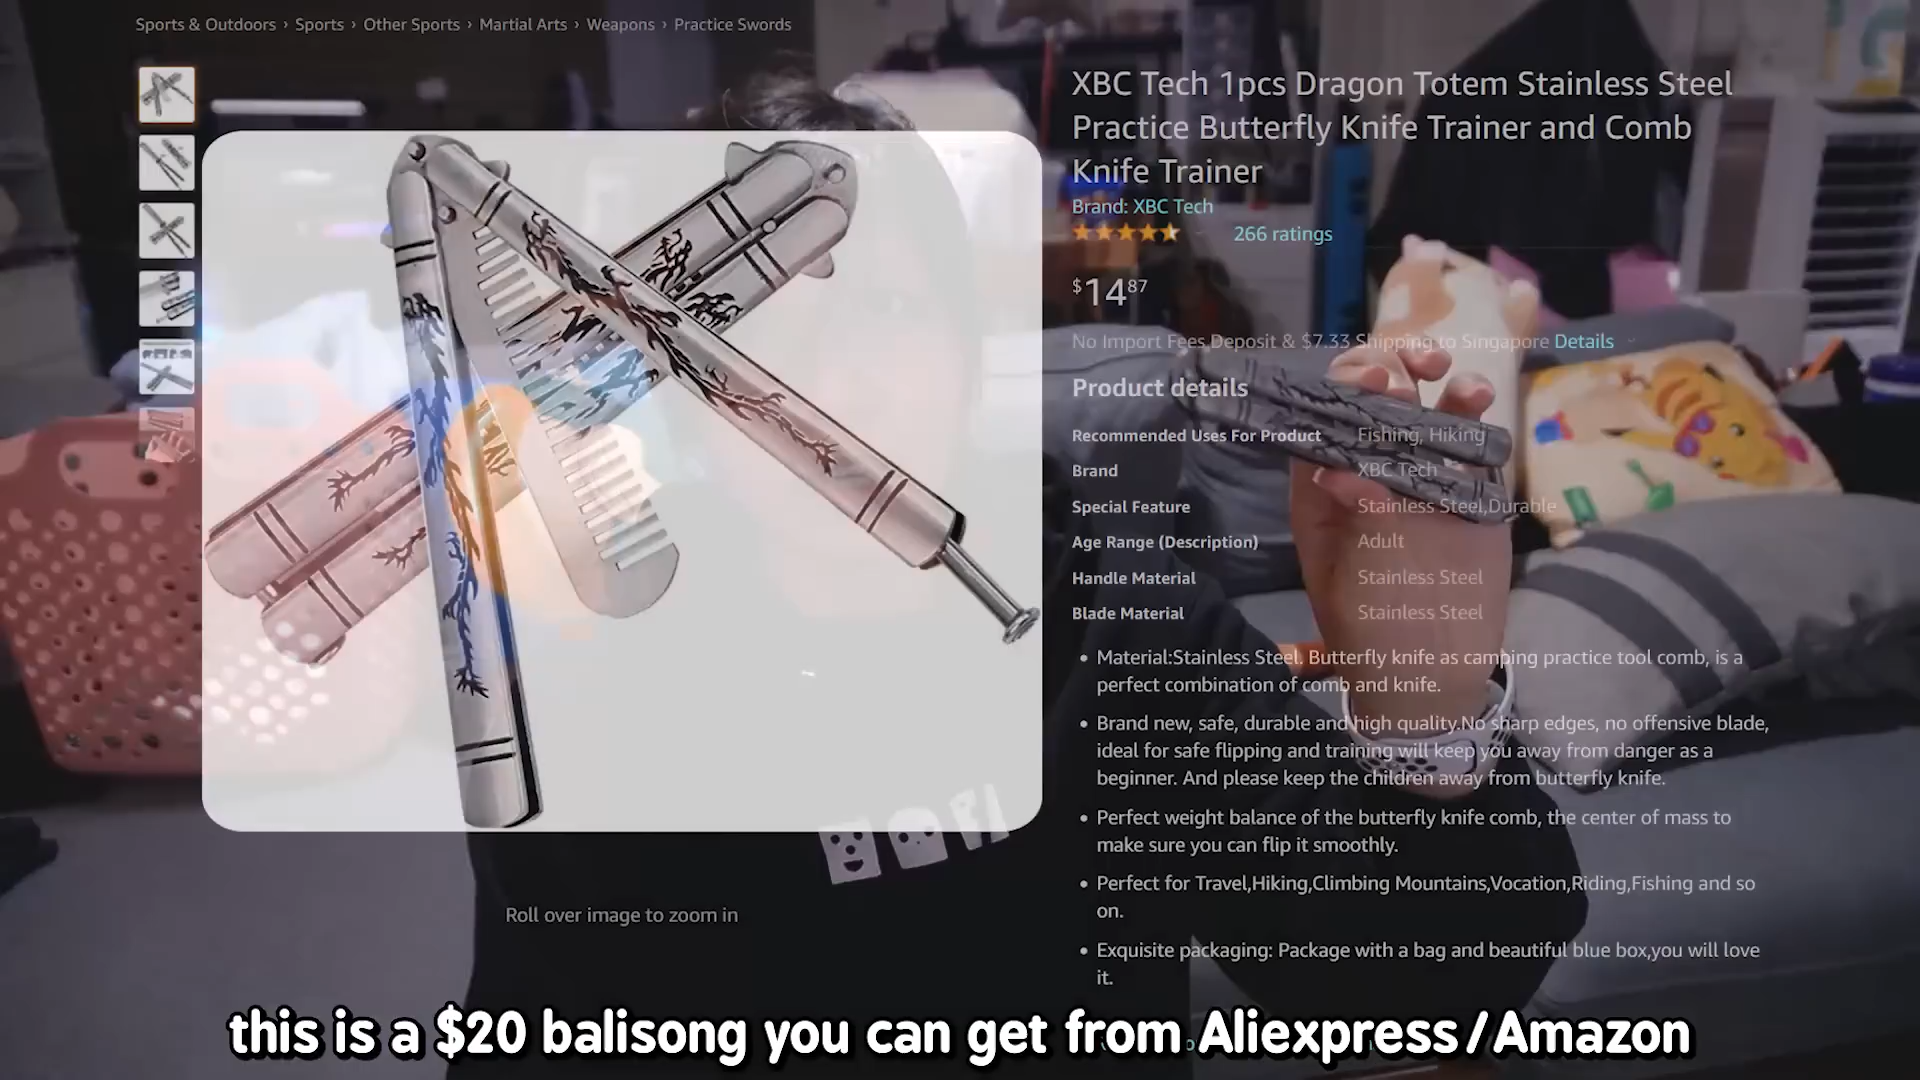 Sports & Outdoors › Sports › Other Sports › Martial Arts › Weapons › Practice Swords
XBC Tech 1pcs Dragon Totem Stainless Steel
Practice Butterfly Knife Trainer and Comb
Knife Trainer
Brand: XBC Tech
266 ratings
$14 87
No Import Fees Deposit & $7.33 Shipping to Singapore Details
Product details
Recommended Uses For Product Fishing, Hiking
Brand XBC Tech
Special Feature Stainless Steel,Durable
Age Range (Description) Adult
Handle Material Stainless Steel
Blade Material Stainless Steel
• Material:Stainless Steel. Butterfly knife as camping practice tool comb, is a
perfect combination of comb and knife.
• Brand new, safe, durable and high quality.No sharp edges, no offensive blade,
ideal for safe flipping and training will keep you away from danger as a
beginner. And please keep the children away from butterfly knife.
• Perfect weight balance of the butterfly knife comb, the center of mass to
make sure you can flip it smoothly.
• Perfect for Travel,Hiking,Climbing Mountains,Vocation,Riding,Fishing and so
on.
• Exquisite packaging: Package with a bag and beautiful blue box,you will love
it.
Roll over image to zoom in
this is a $20 balisong you can get from Aliexpress/Amazon